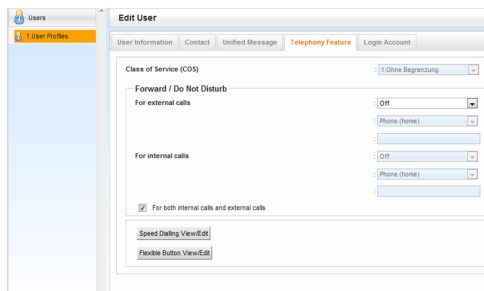 Users
1.User Profiles
Edit User
User Information Contact Unified Message Telephony Feature Login Account
Class of Service (COS) : 1:Ohne Begrenzung
Forward / Do Not Disturb
For external calls : Off
: Phone (home)
:
For internal calls : Off
: Phone (home)
:
For both internal calls and external calls
Speed Dialling View/Edit
Flexible Button View/Edit